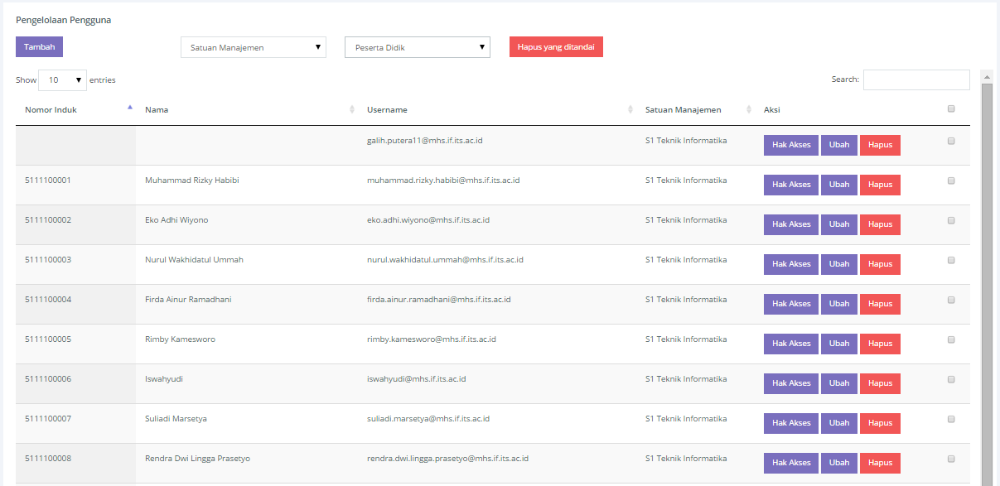 Pengelolaan Pengguna
Tambah Satuan Manajemen Peserta Didik Hapus yang ditandai
Show 10 entries Search:
Nomor Induk Nama Username Satuan Manajemen Aksi
galih.putera11@mhs.if.its.ac.id S1 Teknik Informatika Hak Akses Ubah Hapus
5111100001 Muhammad Rizky Habibi muhammad.rizky.habibi@mhs.if.its.ac.id S1 Teknik Informatika Hak Akses Ubah Hapus
5111100002 Eko Adhi Wiyono eko.adhi.wiyono@mhs.if.its.ac.id S1 Teknik Informatika Hak Akses Ubah Hapus
5111100003 Nurul Wakhidatul Ummah nurul.wakhidatul.ummah@mhs.if.its.ac.id S1 Teknik Informatika Hak Akses Ubah Hapus
5111100004 Firda Ainur Ramadhani firda.ainur.ramadhani@mhs.if.its.ac.id S1 Teknik Informatika Hak Akses Ubah Hapus
5111100005 Rimby Kamesworo rimby.kamesworo@mhs.if.its.ac.id S1 Teknik Informatika Hak Akses Ubah Hapus
5111100006 Iswahyudi iswahyudi@mhs.if.its.ac.id S1 Teknik Informatika Hak Akses Ubah Hapus
5111100007 Suliadi Marsetya suliadi.marsetya@mhs.if.its.ac.id S1 Teknik Informatika Hak Akses Ubah Hapus
5111100008 Rendra Dwi Lingga Prasetyo rendra.dwi.lingga.prasetyo@mhs.if.its.ac.id S1 Teknik Informatika Hak Akses Ubah Hapus